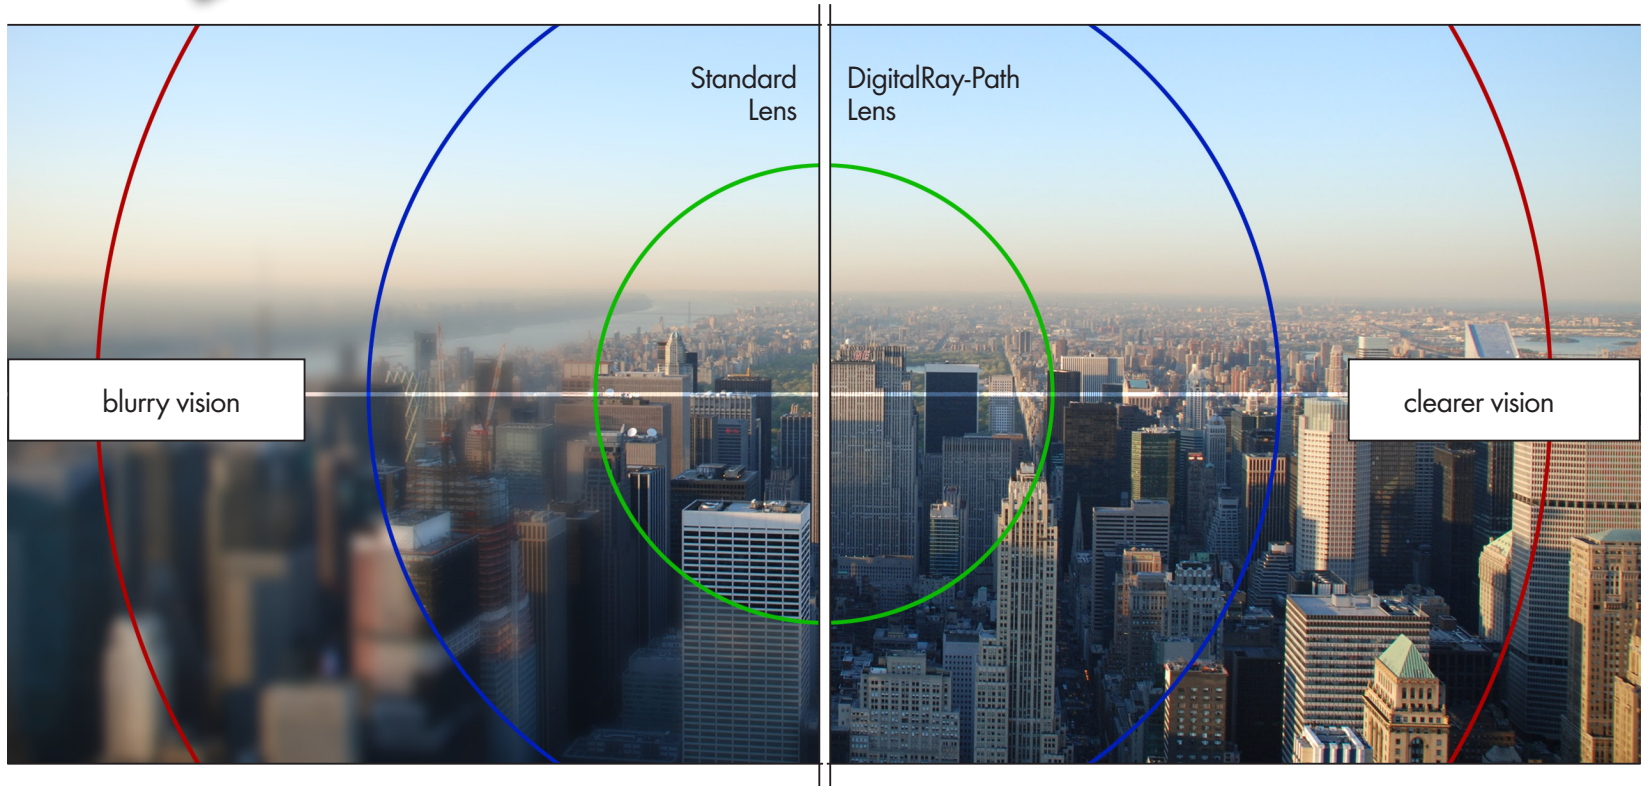 Standard
Lens
DigitalRay-Path
Lens
blurry vision
clearer vision